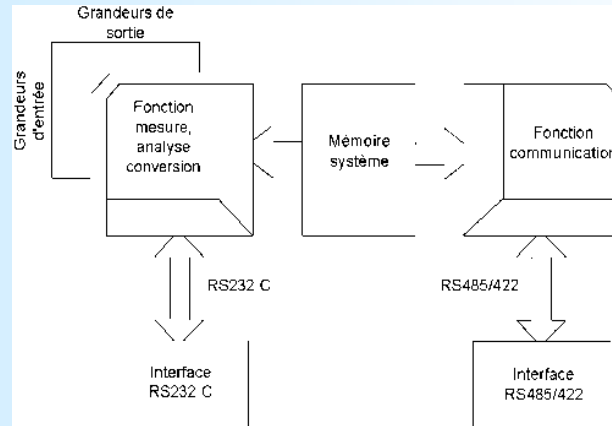 Grandeurs de
sortie
Grandeurs
d'entrée
Fonction
mesure,
analyse
conversion
Mémoire
système
Fonction
communication
RS232 C
RS485/422
Interface
RS232 C
Interface
RS485/422